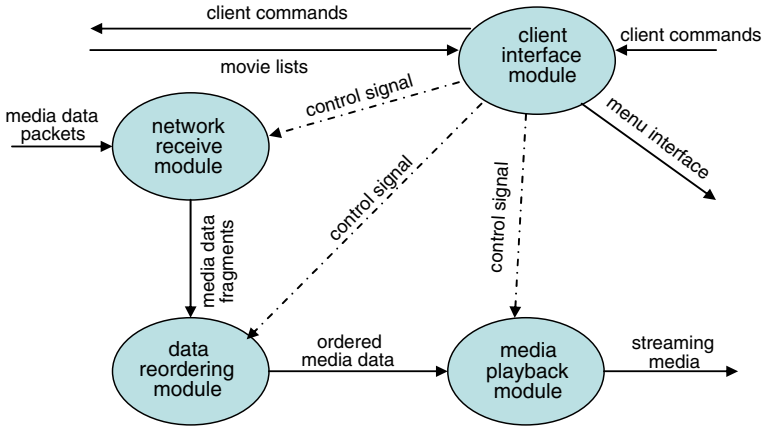 client commands
client
interface
module
client commands
movie lists
control signal
menu interface
media data
packets
network
receive
module
control signal
control signal
media data
fragments
data
reordering
module
ordered
media data
media
playback
module
streaming
media